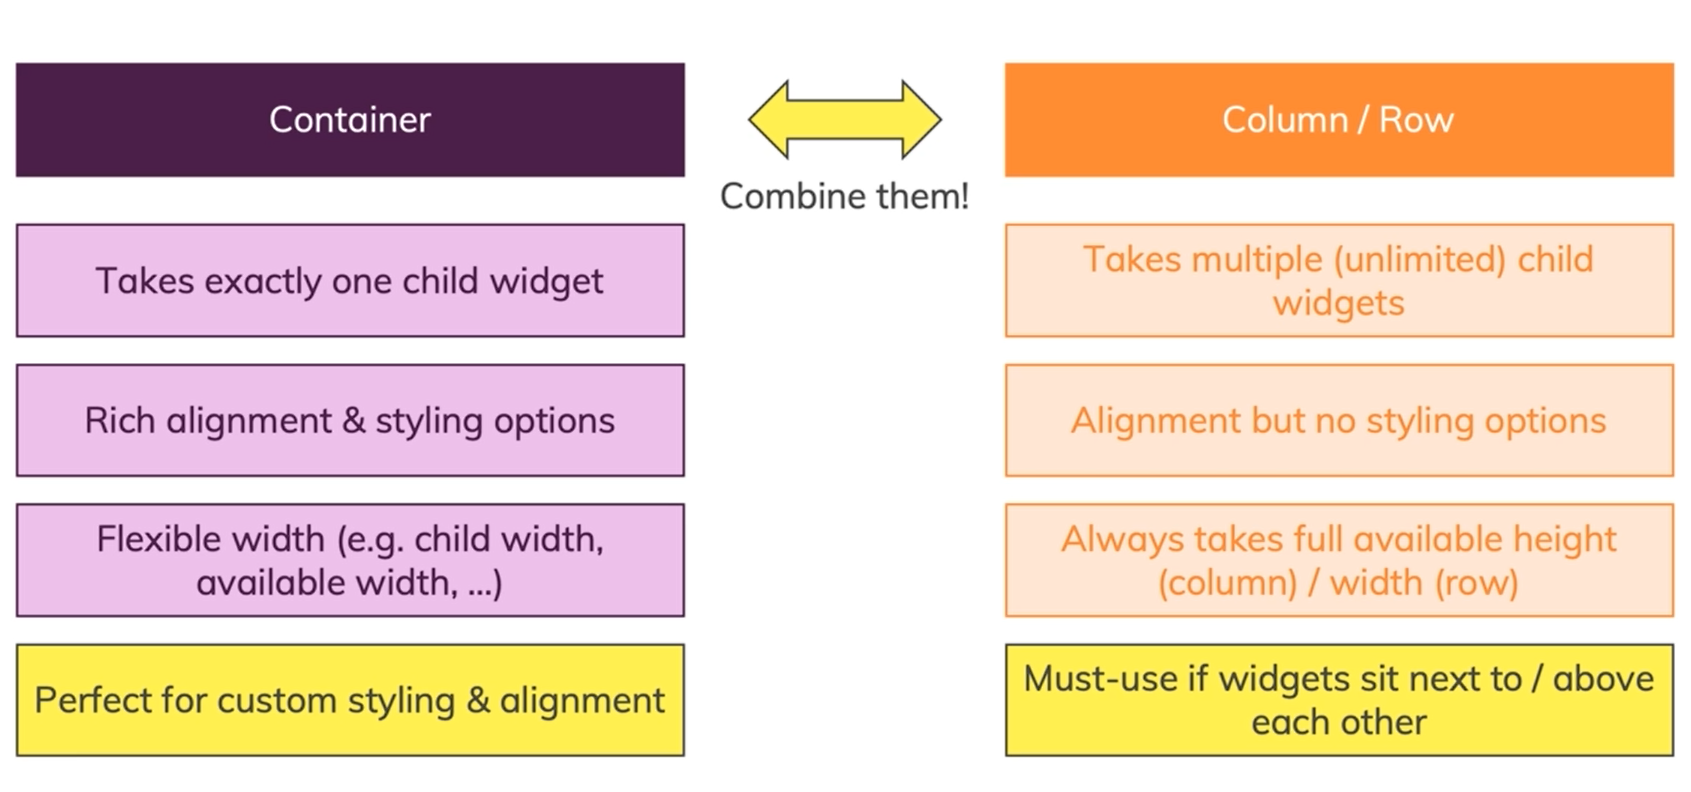 Container
Combine them!
Column / Row
Takes exactly one child widget
Takes multiple (unlimited) child
widgets
Rich alignment & styling options
Alignment but no styling options
Flexible width (e.g. child width,
available width, ...)
Always takes full available height
(column) / width (row)
Perfect for custom styling & alignment
Must-use if widgets sit next to / above
each other